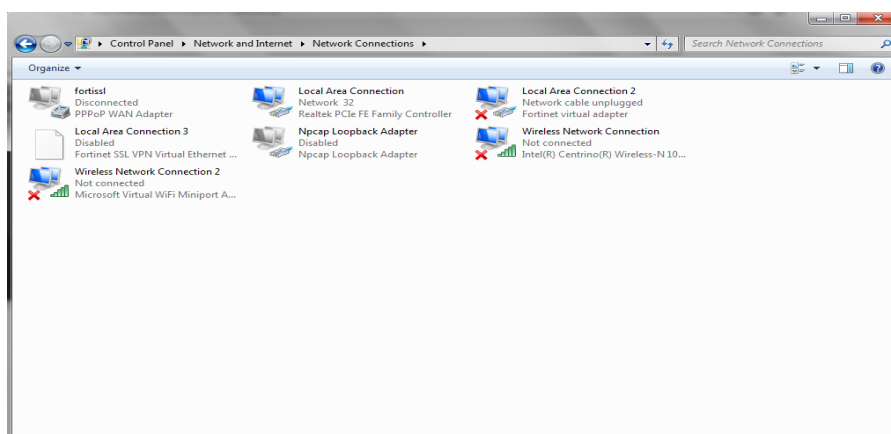 Control Panel Network and Internet Network Connections
Search Network Connections
Organize
fortissl
Disconnected
PPPoP WAN Adapter
Local Area Connection
Network 32
Realtek PCIe FE Family Controller
Local Area Connection 2
Network cable unplugged
Fortinet virtual adapter
Local Area Connection 3
Disabled
Fortinet SSL VPN Virtual Ethernet ...
Npcap Loopback Adapter
Disabled
Npcap Loopback Adapter
Wireless Network Connection
Not connected
Intel(R) Centrino(R) Wireless-N 10...
Wireless Network Connection 2
Not connected
Microsoft Virtual WiFi Miniport A...